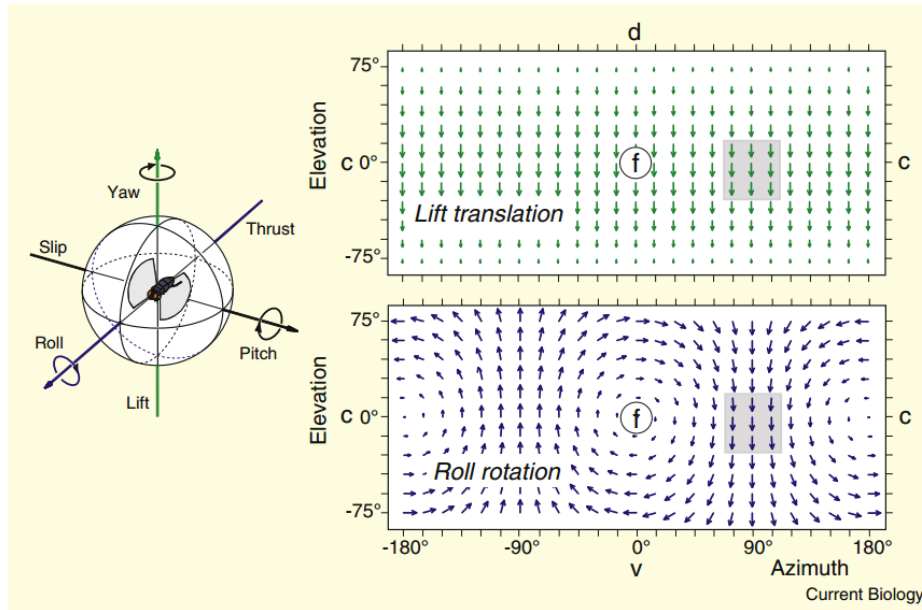 Yaw
Thrust
Slip
Roll
Pitch
Lift
d
75°
Elevation
c 0°
f
c
Lift translation
-75°
75°
Elevation
c 0°
f
c
Roll rotation
-75°
-180°
-90°
0°
90°
180°
v
Azimuth
Current Biology